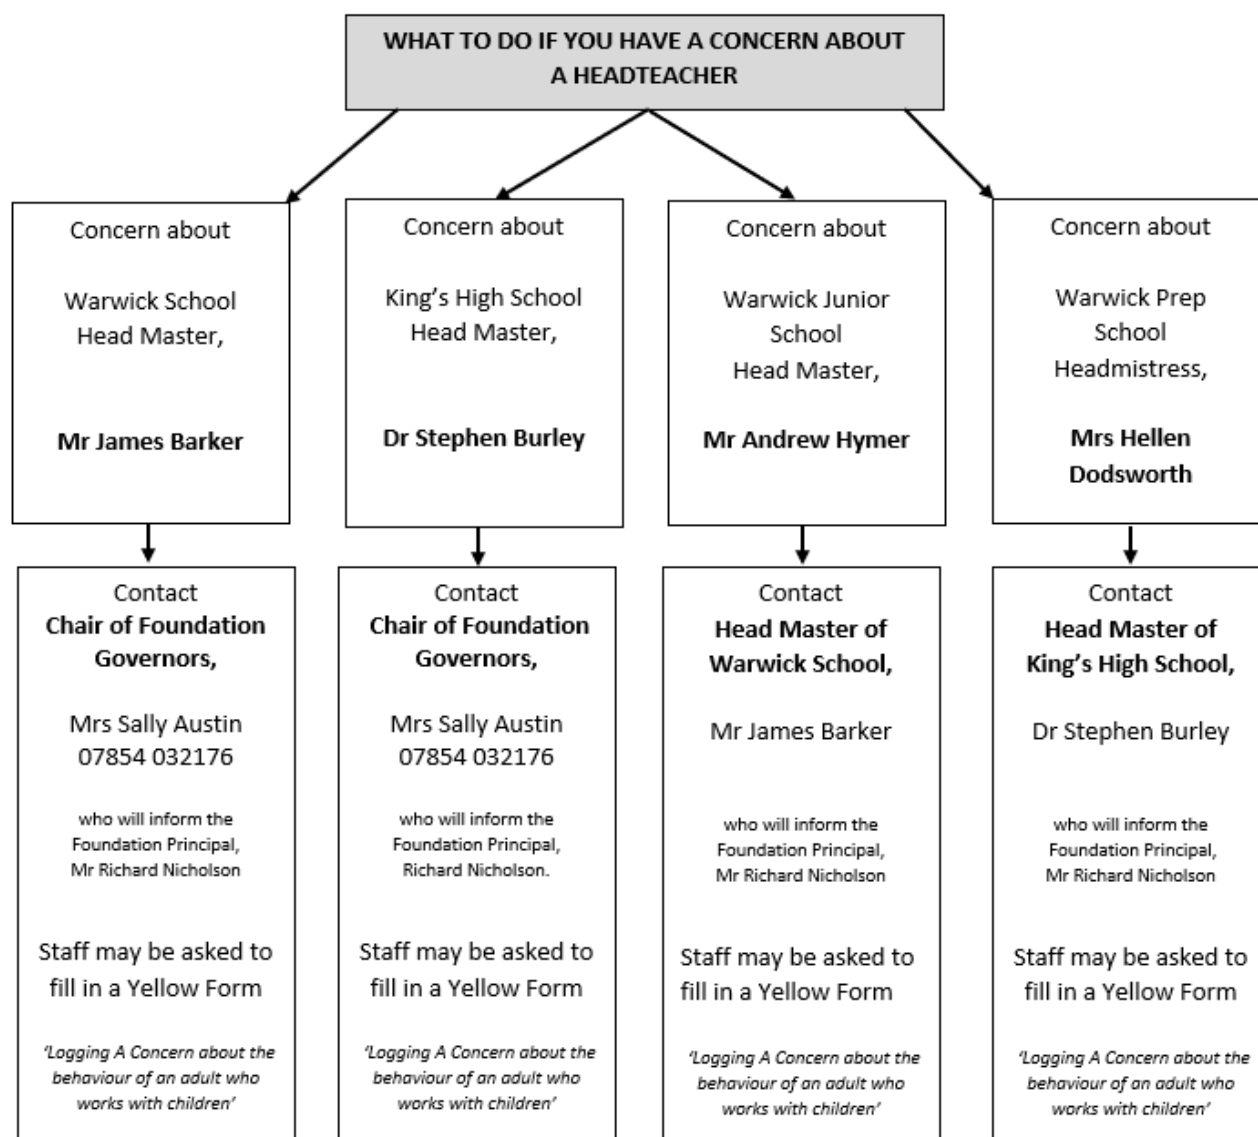 WHAT TO DO IF YOU HAVE A CONCERN ABOUT
A HEADTEACHER
Concern about
Warwick School
Head Master,
Mr James Barker
Contact
Chair of Foundation
Governors,
Mrs Sally Austin
07854 032176
who will inform the
Foundation Principal,
Mr Richard Nicholson
Staff may be asked to
fill in a Yellow Form
‘Logging A Concern about the
behaviour of an adult who
works with children’
Concern about
King’s High School
Head Master,
Dr Stephen Burley
Contact
Chair of Foundation
Governors,
Mrs Sally Austin
07854 032176
who will inform the
Foundation Principal,
Richard Nicholson.
Staff may be asked to
fill in a Yellow Form
‘Logging A Concern about the
behaviour of an adult who
works with children’
Concern about
Warwick Junior
School
Head Master,
Mr Andrew Hymer
Contact
Head Master of
Warwick School,
Mr James Barker
who will inform the
Foundation Principal,
Mr Richard Nicholson
Staff may be asked to
fill in a Yellow Form
‘Logging A Concern about the
behaviour of an adult who
works with children’
Concern about
Warwick Prep
School
Headmistress,
Mrs Hellen
Dodsworth
Contact
Head Master of
King’s High School,
Dr Stephen Burley
who will inform the
Foundation Principal,
Mr Richard Nicholson
Staff may be asked to
fill in a Yellow Form
‘Logging A Concern about the
behaviour of an adult who
works with children’